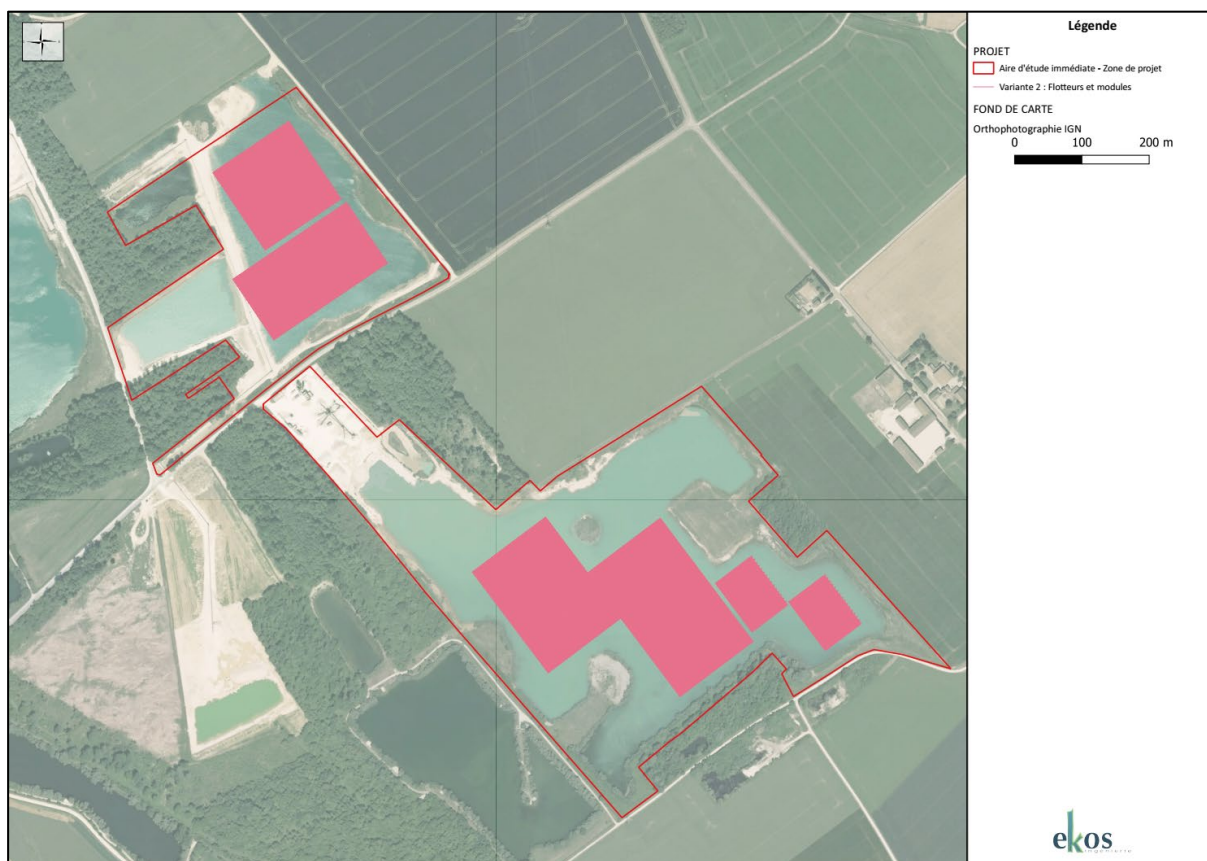 Légende
PROJET
Aire d'étude immédiate - Zone de projet
Variante 2 : Flotteurs et modules
FOND DE CARTE
Orthophotographie IGN
0 100 200 m
ekos
ingénierie